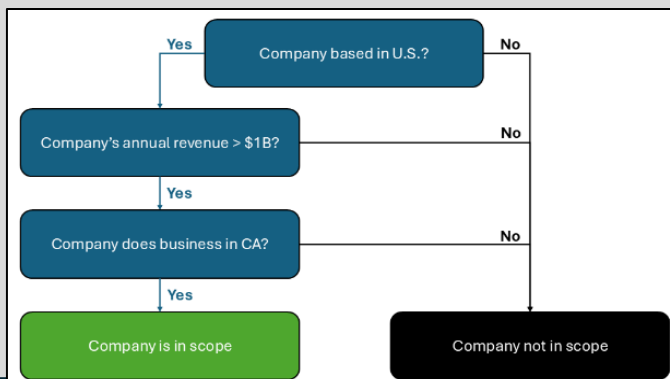 Company based in U.S.?
Yes
No
Company's annual revenue > $1B?
No
Yes
Company does business in CA?
No
Yes
Company is in scope
Company not in scope